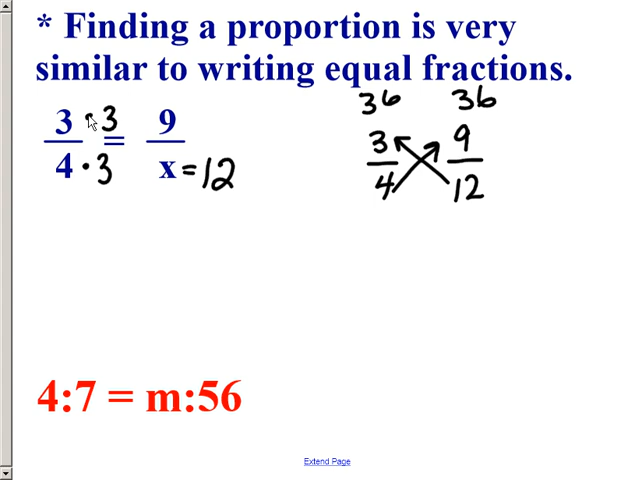 * Finding a proportion is very
similar to writing equal fractions.
3 · 3 = 9
4 · 3 x = 12
36 36
3 9
4 12
4:7 = m:56
Extend Page